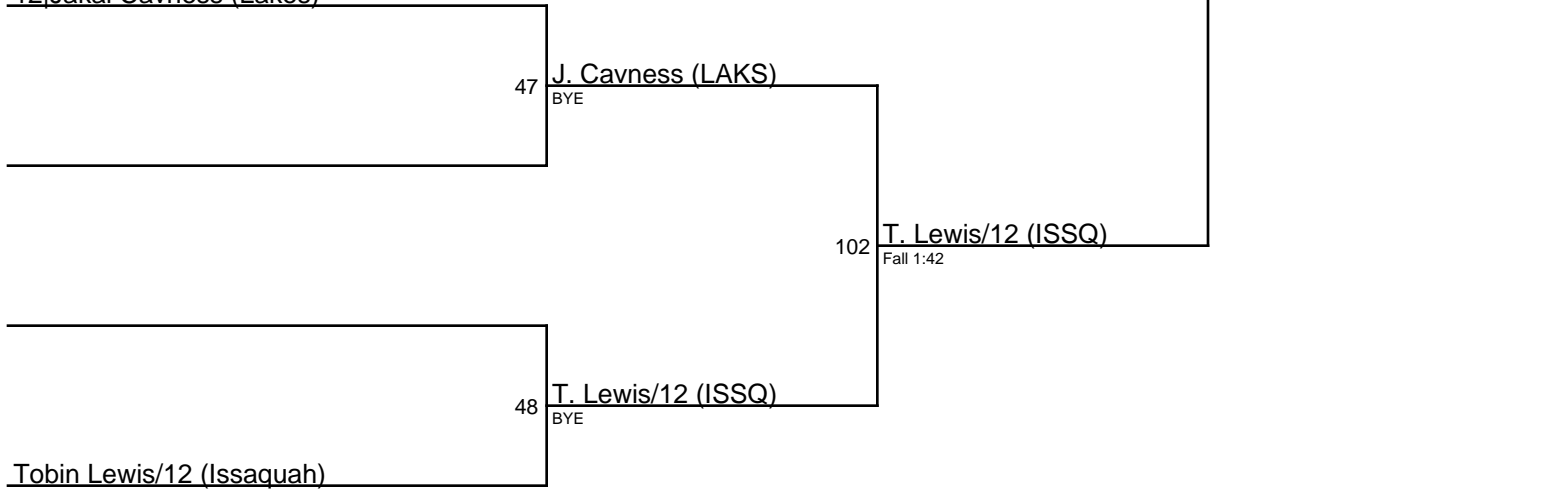 47 J. Cavness (LAKS)
BYE
102 T. Lewis/12 (ISSQ)
Fall 1:42
48 T. Lewis/12 (ISSQ)
BYE
Tobin Lewis/12 (Issaquah)